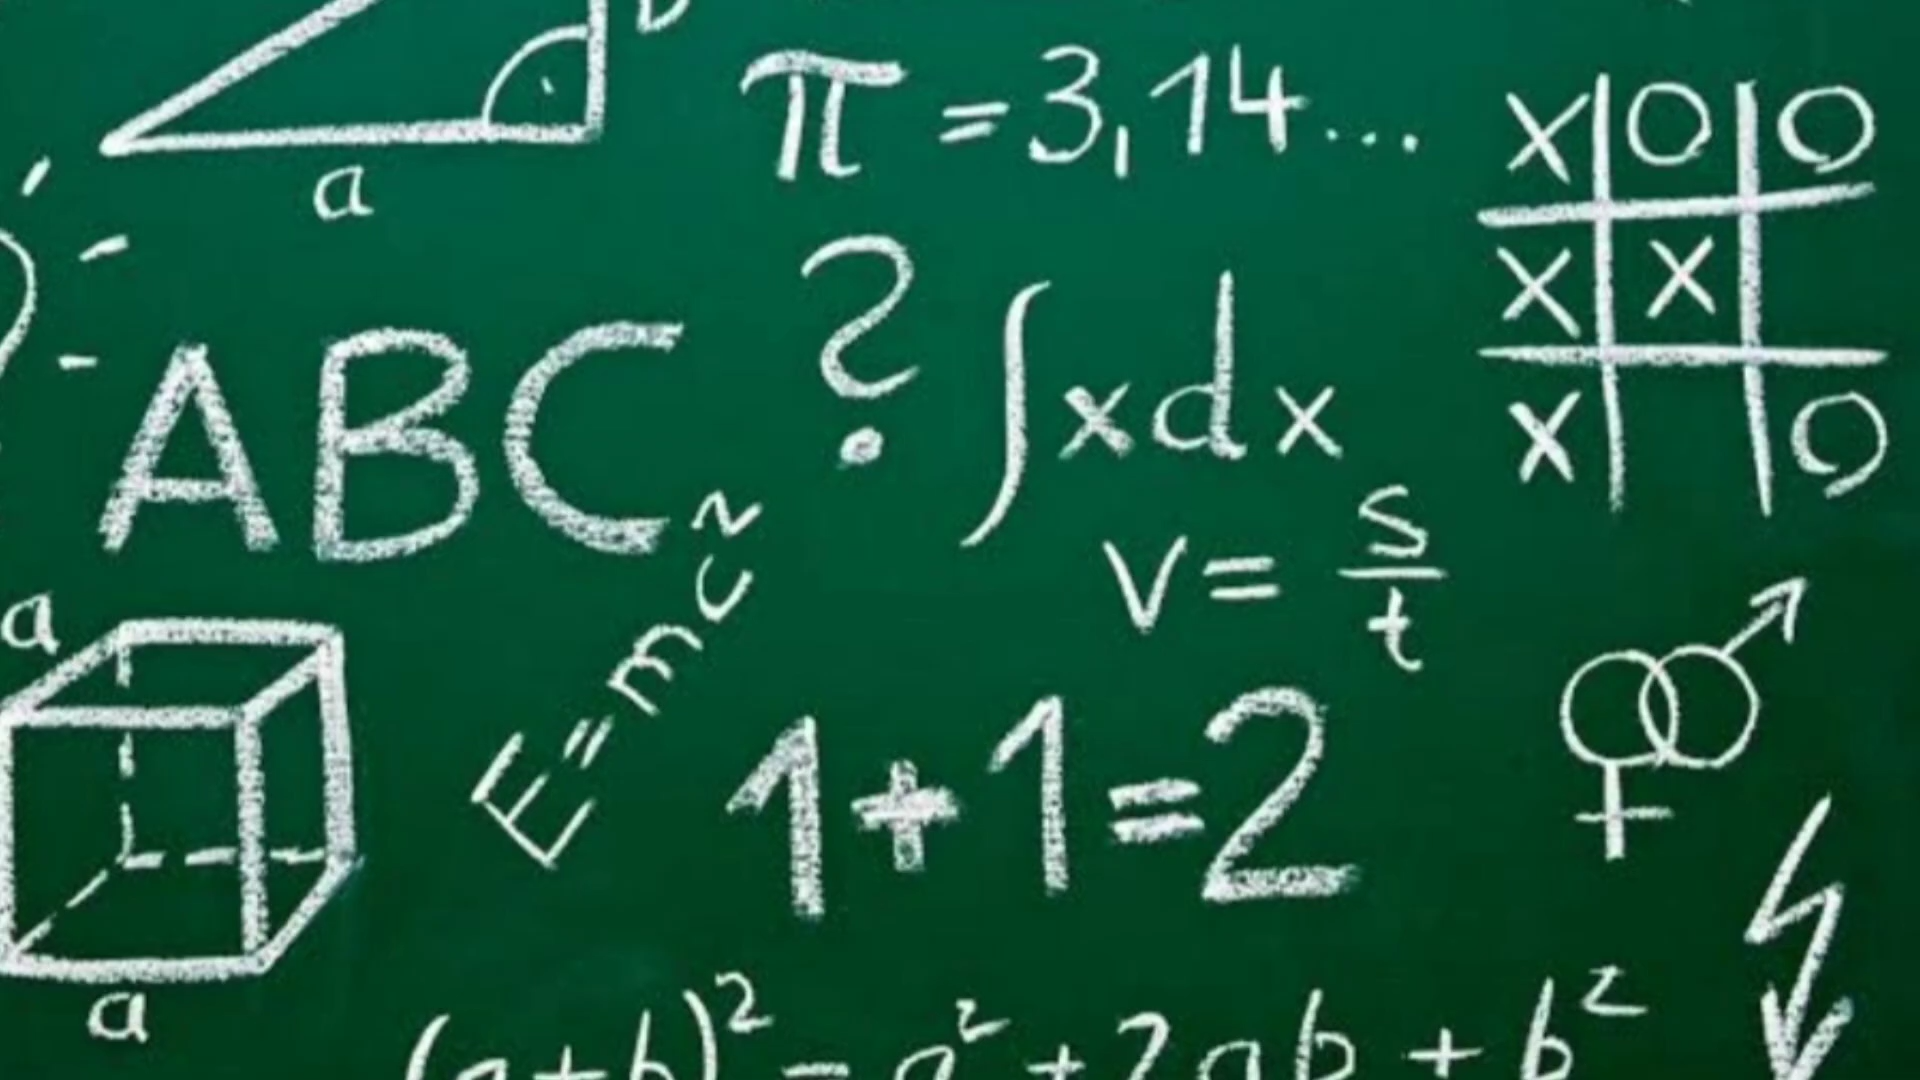 b
π = 3,14...
a
X O O
X X
X O
?
∫xdx
ABC
v = s/t
a
E=mc²
1+1=2
a
(a+b)² = a² + 2ab + b²